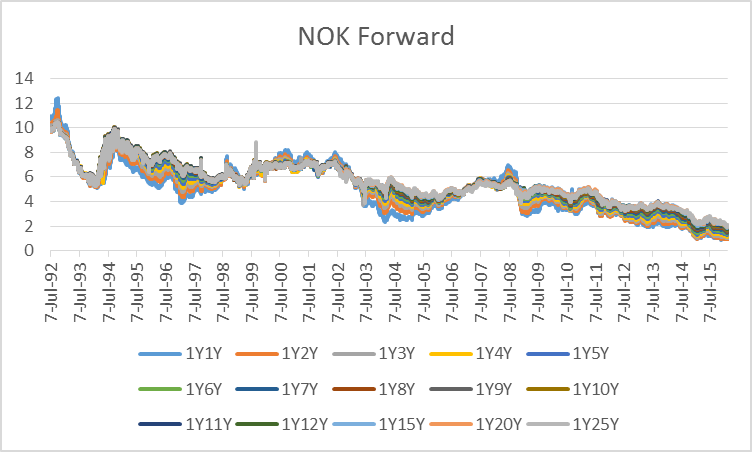 NOK Forward
14
12
10
8
6
4
2
0
7-Jul-92
7-Jul-93
7-Jul-94
7-Jul-95
7-Jul-96
7-Jul-97
7-Jul-98
7-Jul-99
7-Jul-00
7-Jul-01
7-Jul-02
7-Jul-03
7-Jul-04
7-Jul-05
7-Jul-06
7-Jul-07
7-Jul-08
7-Jul-09
7-Jul-10
7-Jul-11
7-Jul-12
7-Jul-13
7-Jul-14
7-Jul-15
1Y1Y 1Y2Y 1Y3Y 1Y4Y 1Y5Y
1Y6Y 1Y7Y 1Y8Y 1Y9Y 1Y10Y
1Y11Y 1Y12Y 1Y15Y 1Y20Y 1Y25Y